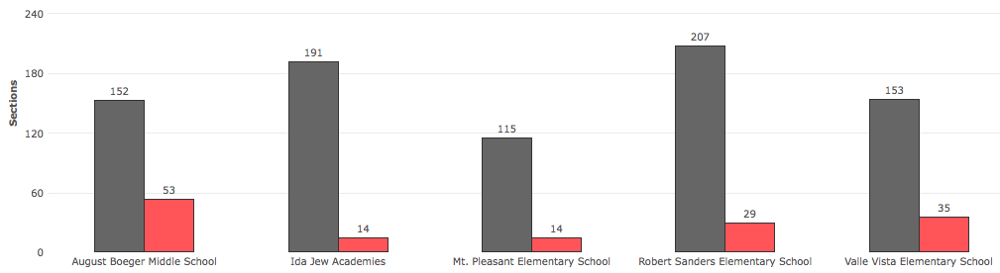 240
180
120
60
0
Sections
152
53
191
14
115
14
207
29
153
35
August Boeger Middle School
Ida Jew Academies
Mt. Pleasant Elementary School
Robert Sanders Elementary School
Valle Vista Elementary School